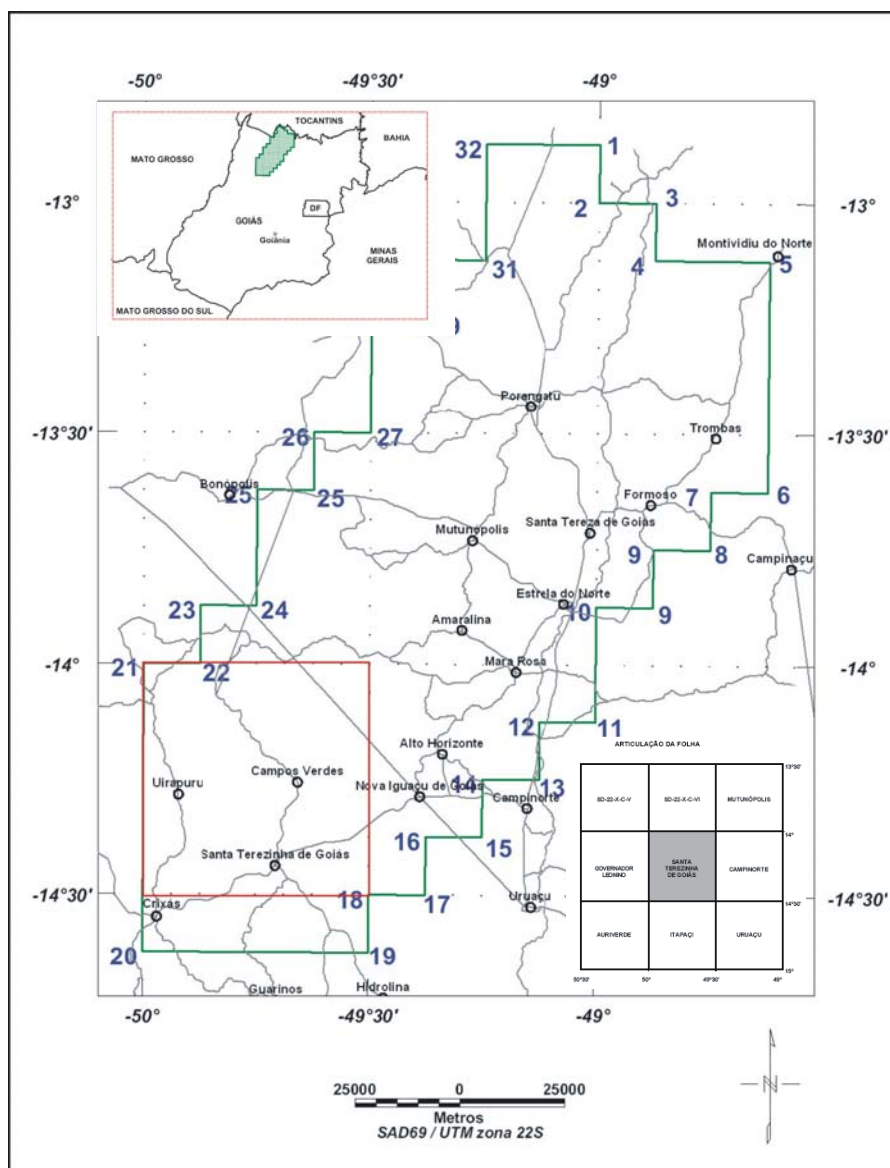 -50°
-49°30'
-49°
TOCANTINS
MATO GROSSO
BAHIA
DF
GOIÁS
Goiânia
MINAS
GERAIS
MATO GROSSO DO SUL
32
1
-13°
2
3
-13°
Montividiu do Norte
31
4
5
Porangatu
-13°30'
26
27
Trombas
-13°30'
Bonópolis
25
25
Formoso
7
6
Santa Tereza de Goiás
Mutunopolis
9
8
Campinaçu
Estrela do Norte
23
24
10
9
Amaralina
-14°
21
22
Mara Rosa
-14°
12
11
Alto Horizonte
ARTICULAÇÃO DA FOLHA
13°30'
Uirapuru
Campos Verdes
Nova Iguaçu de Goiás
14
13
Campinorte
SD-22-X-C-V
SD-22-X-C-VI
MUTUNÓPOLIS
14°
16
15
Santa Terezinha de Goiás
GOVERNADOR
LEONINO
SANTA
TEREZINHA
DE GOIÁS
CAMPINORTE
-14°30'
18
17
Uruaçu
14°30'
-14°30'
Crixás
AURIVERDE
ITAPAÇI
URUAÇU
20
19
15°
50°30'
50°
49°30'
49°
Guarinos
Hidrolina
-50°
-49°30'
-49°
N
25000
0
25000
Metros
SAD69 / UTM zona 22S